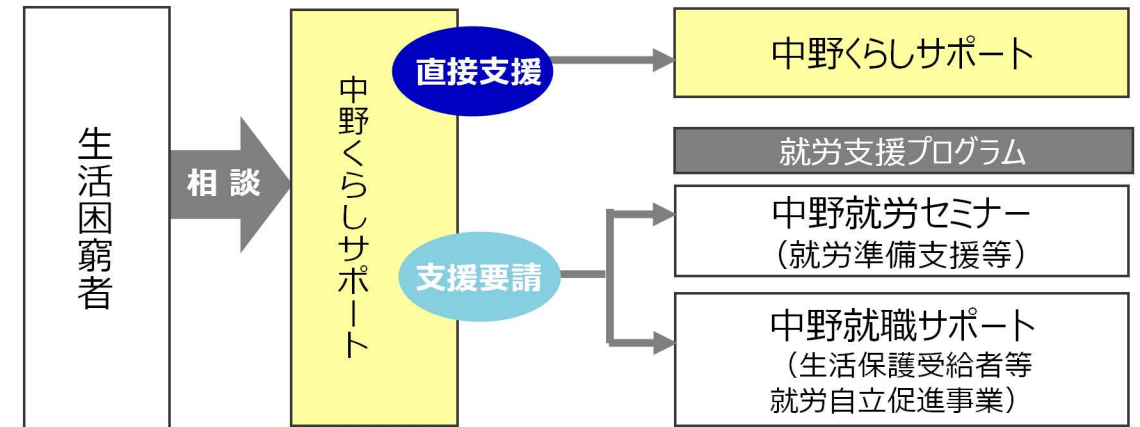 生活困窮者
相 談
中野くらしサポート
直接支援
中野くらしサポート
就労支援プログラム
支援要請
中野就労セミナー
（就労準備支援等）
中野就職サポート
（生活保護受給者等
就労自立促進事業）